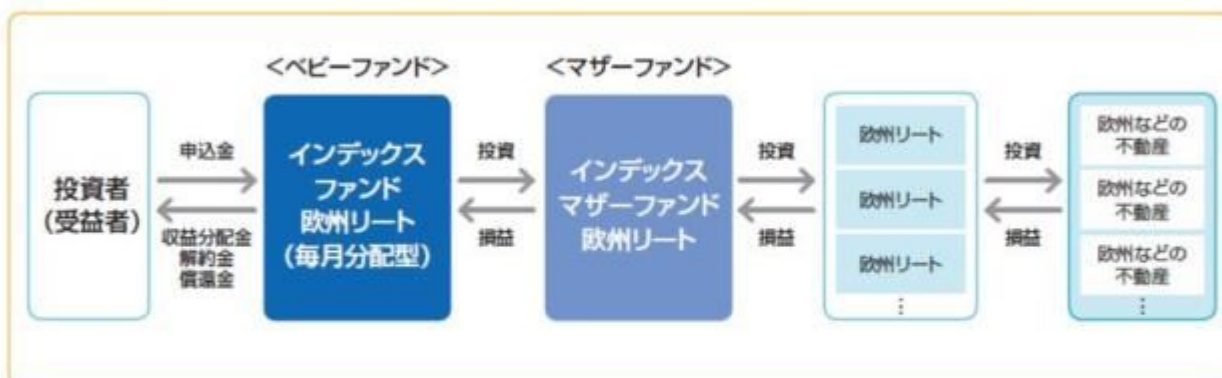 <ベビーファンド>
<マザーファンド>
投資者
(受益者)
申込金
収益分配金
解約金
償還金
インデックス
ファンド
欧州リート
(毎月分配型)
投資
損益
インデックス
マザーファンド
欧州リート
投資
損益
欧州リート
欧州リート
欧州リート
⋮
投資
損益
欧州などの
不動産
欧州などの
不動産
欧州などの
不動産
⋮